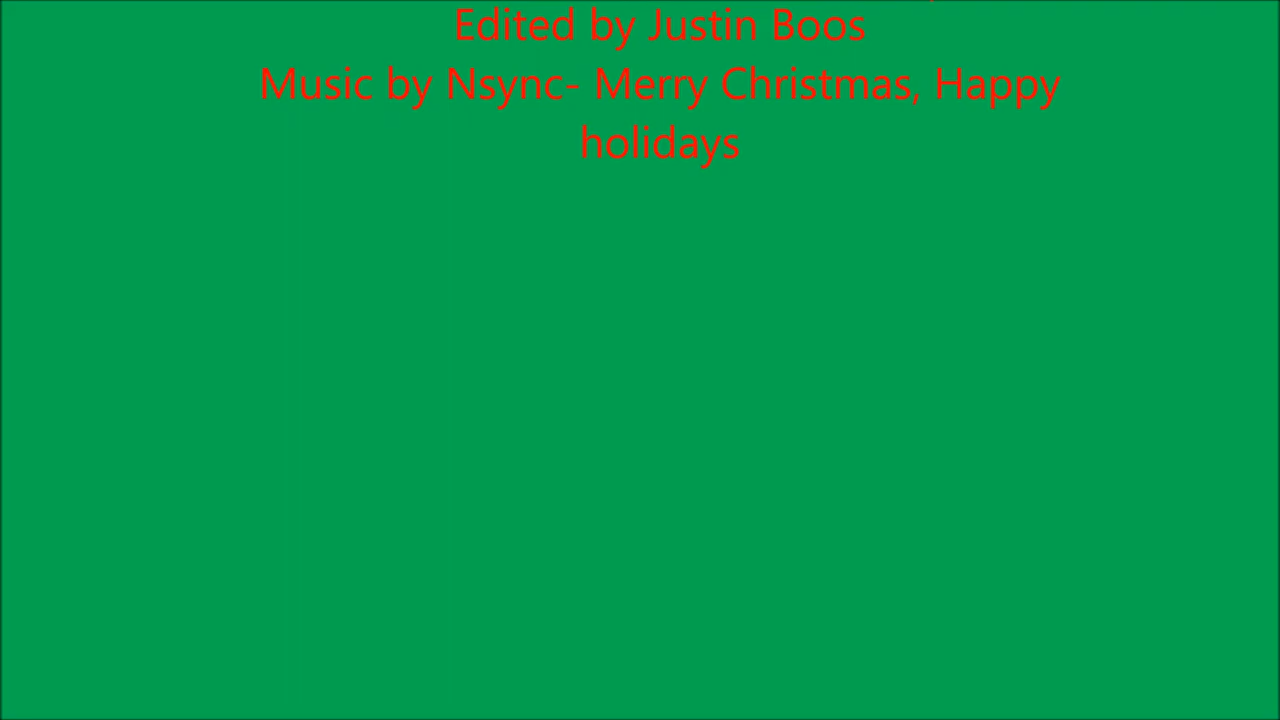 Edited by Justin Boos
Music by Nsync- Merry Christmas, Happy
holidays